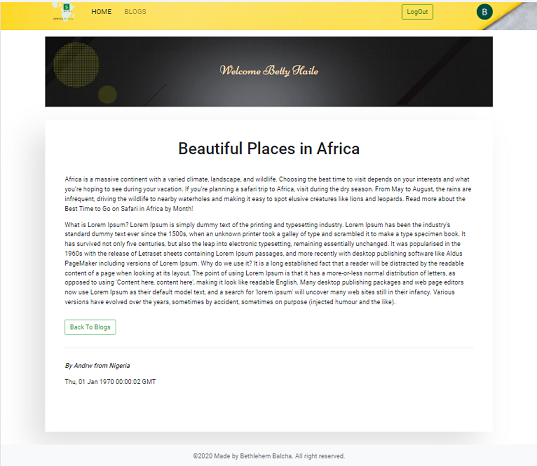 HOME BLOGS LogOut B
Welcome Betty Haile
Beautiful Places in Africa
Africa is a massive continent with a varied climate, landscape, and wildlife. Choosing the best time to visit depends on your interests and what
you're hoping to see during your vacation. If you're planning a safari trip to Africa, visit during the dry season. From May to August, the rains are
infrequent, driving the wildlife to nearby waterholes and making it easy to spot elusive creatures like lions and leopards. Read more about the
Best Time to Go on Safari in Africa by Month!
What is Lorem Ipsum? Lorem Ipsum is simply dummy text of the printing and typesetting industry. Lorem Ipsum has been the industry's
standard dummy text ever since the 1500s, when an unknown printer took a galley of type and scrambled it to make a type specimen book. It
has survived not only five centuries, but also the leap into electronic typesetting, remaining essentially unchanged. It was popularised in the
1960s with the release of Letraset sheets containing Lorem Ipsum passages, and more recently with desktop publishing software like Aldus
PageMaker including versions of Lorem Ipsum. Why do we use it? It is a long established fact that a reader will be distracted by the readable
content of a page when looking at its layout. The point of using Lorem Ipsum is that it has a more-or-less normal distribution of letters, as
opposed to using 'Content here, content here', making it look like readable English. Many desktop publishing packages and web page editors
now use Lorem Ipsum as their default model text, and a search for 'lorem ipsum' will uncover many web sites still in their infancy. Various
versions have evolved over the years, sometimes by accident, sometimes on purpose (injected humour and the like).
Back To Blogs
By Andrw from Nigeria
Thu, 01 Jan 1970 00:00:02 GMT
©2020 Made by Bethlehem Balcha. All right reserved.